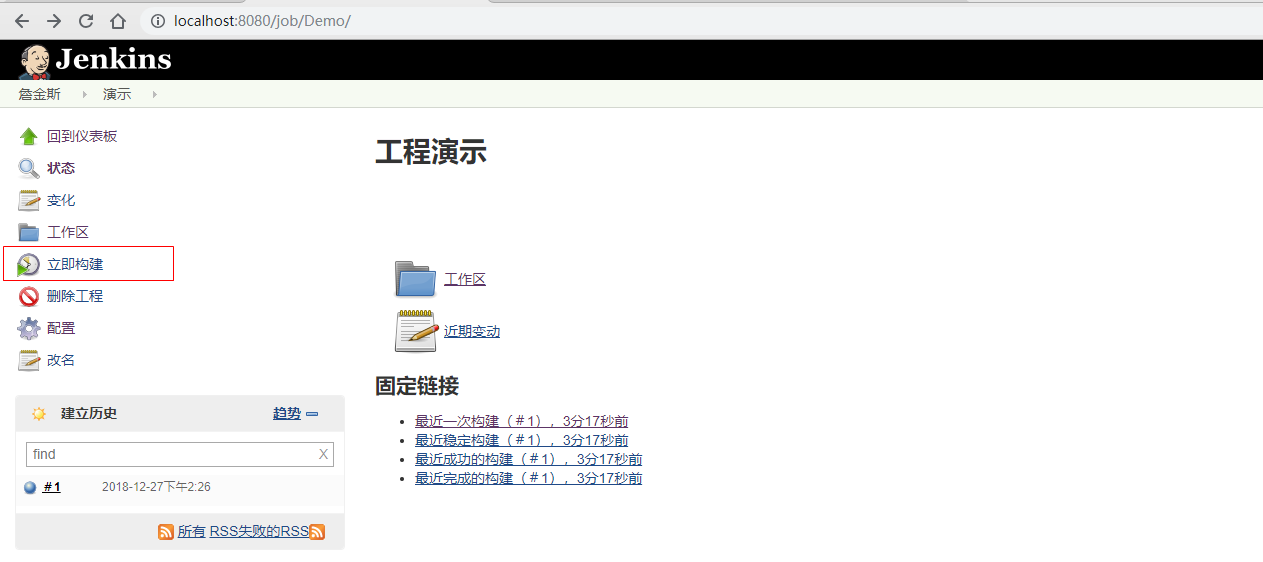 localhost:8080/job/Demo/
Jenkins
詹金斯 演示
回到仪表板
状态
变化
工作区
立即构建
删除工程
配置
改名
建立历史 趋势
find X
#1 2018-12-27下午2:26
所有 RSS失败的RSS
工程演示
工作区
近期变动
固定链接
最近一次构建（＃1），3分17秒前
最近稳定构建（＃1），3分17秒前
最近成功的构建（＃1），3分17秒前
最近完成的构建（＃1），3分17秒前